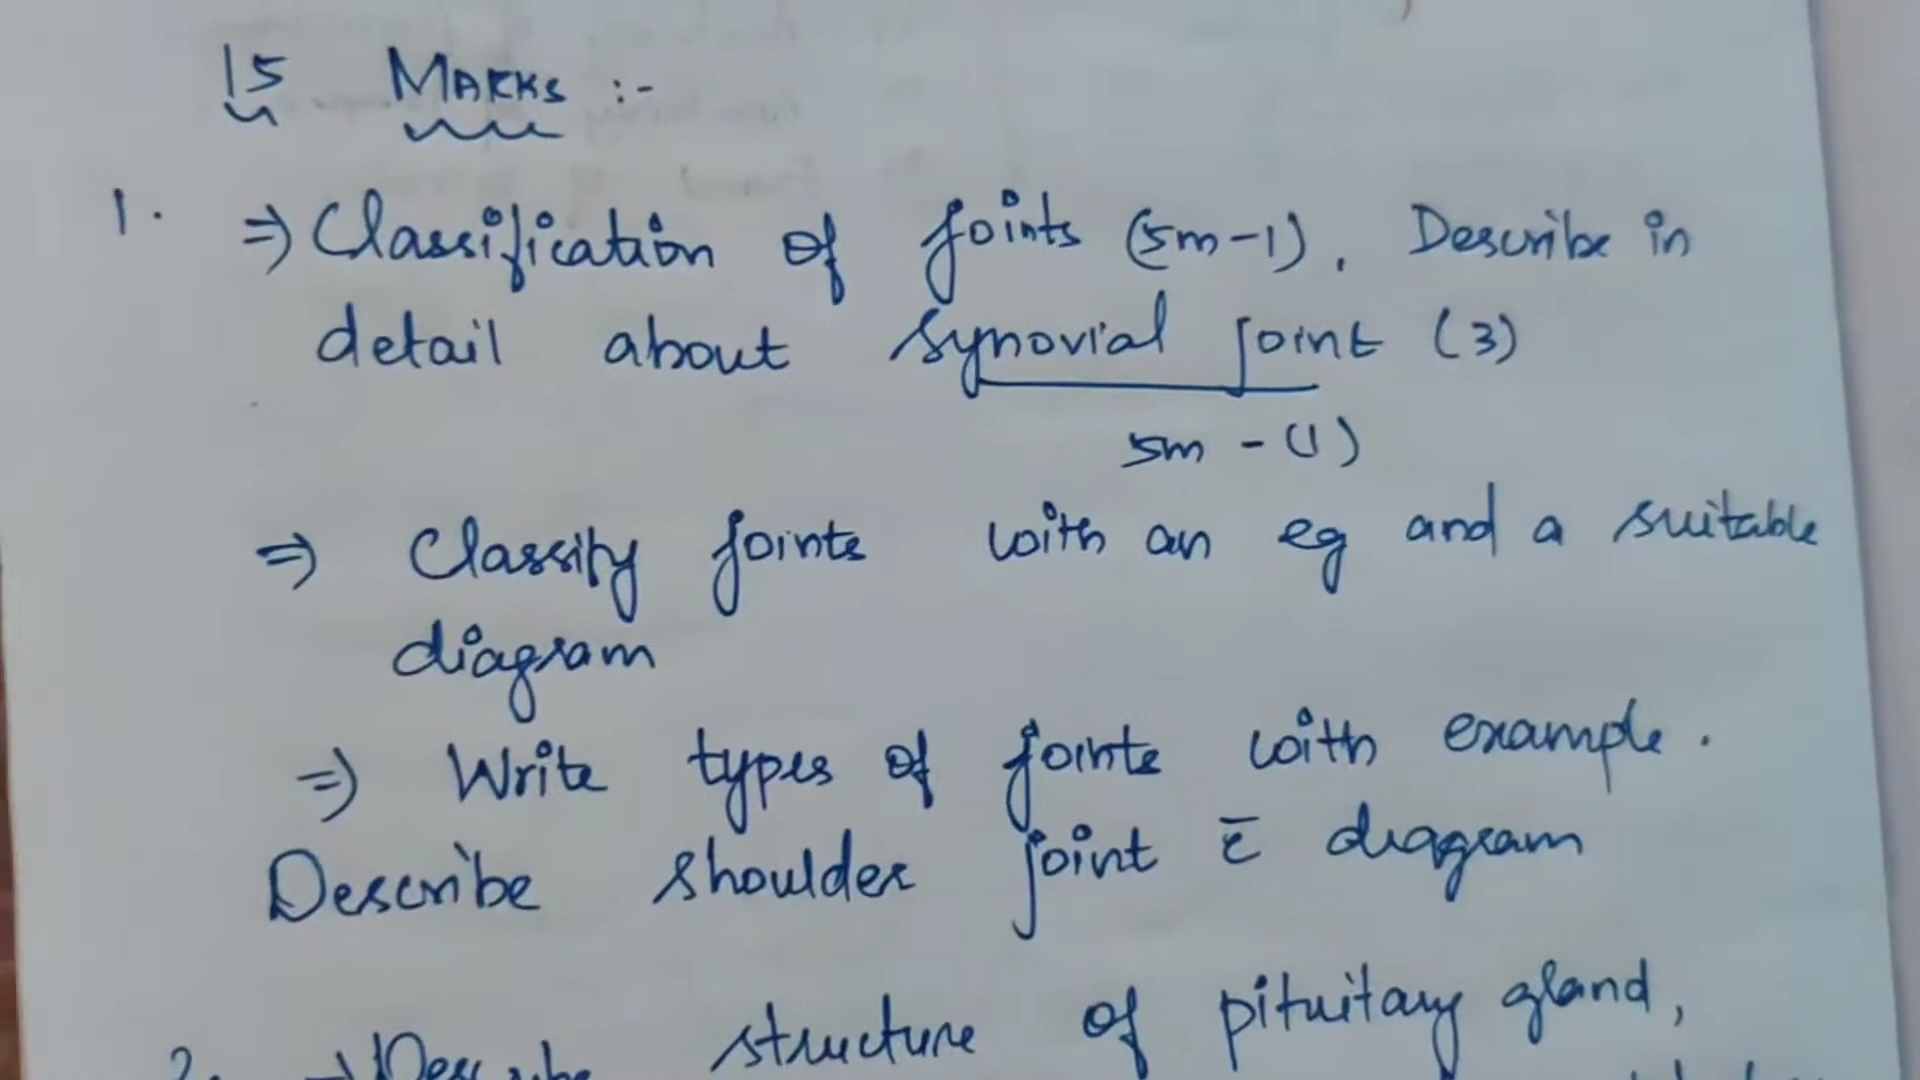 15 MARKS :-
1. ⇒ Classification of joints (5m-1). Describe in
detail about synovial joint (3)
5m - (1)
⇒ Classify joints with an eg and a suitable
diagram
⇒ Write types of joints with example.
Describe shoulder joint c̄ diagram
2. ⇒ Describe structure of pituitary gland,